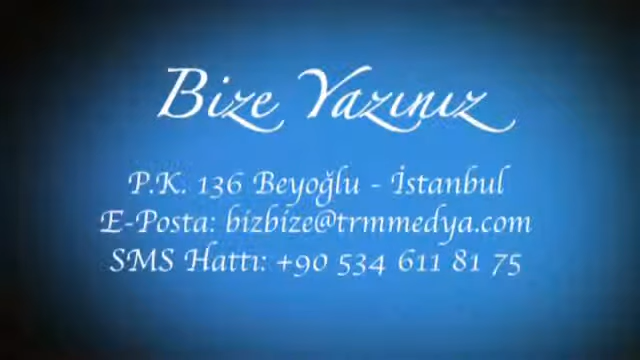 Bize Yazınız
P.K. 136 Beyoğlu - İstanbul
E-Posta: bizbize@trmmedya.com
SMS Hattı: +90 534 611 81 75